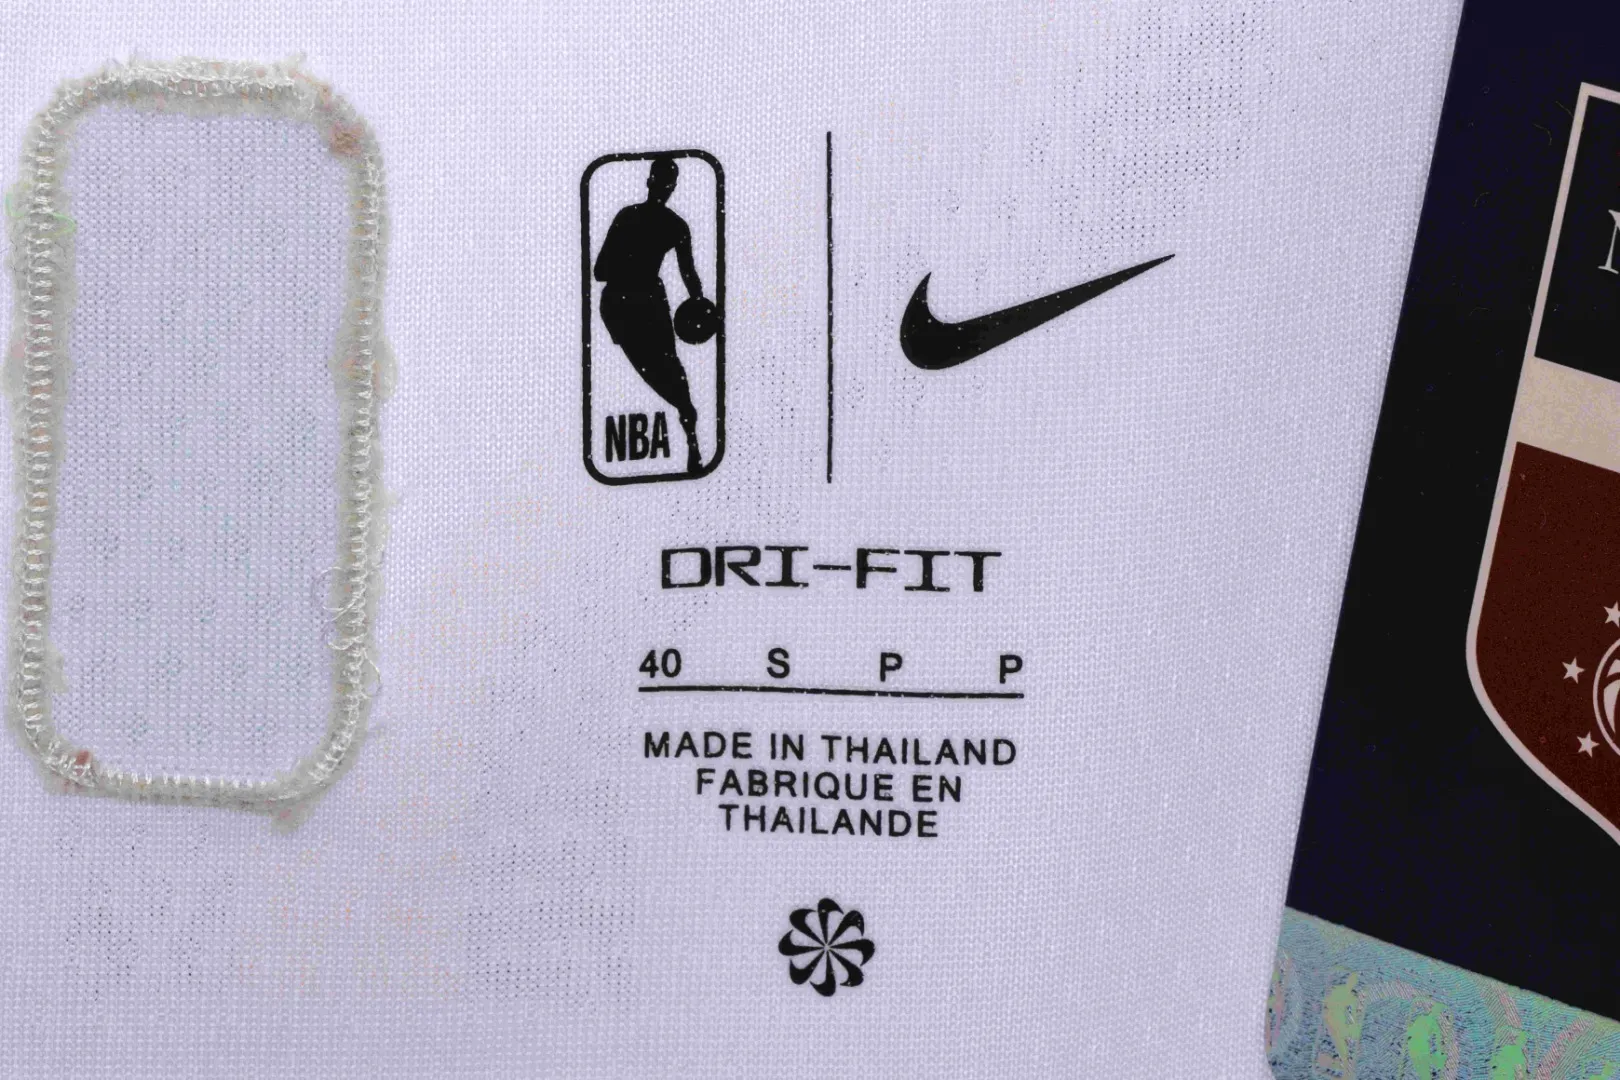 NBA
DRI-FIT
40 S P P
MADE IN THAILAND
FABRIQUE EN
THAILANDE